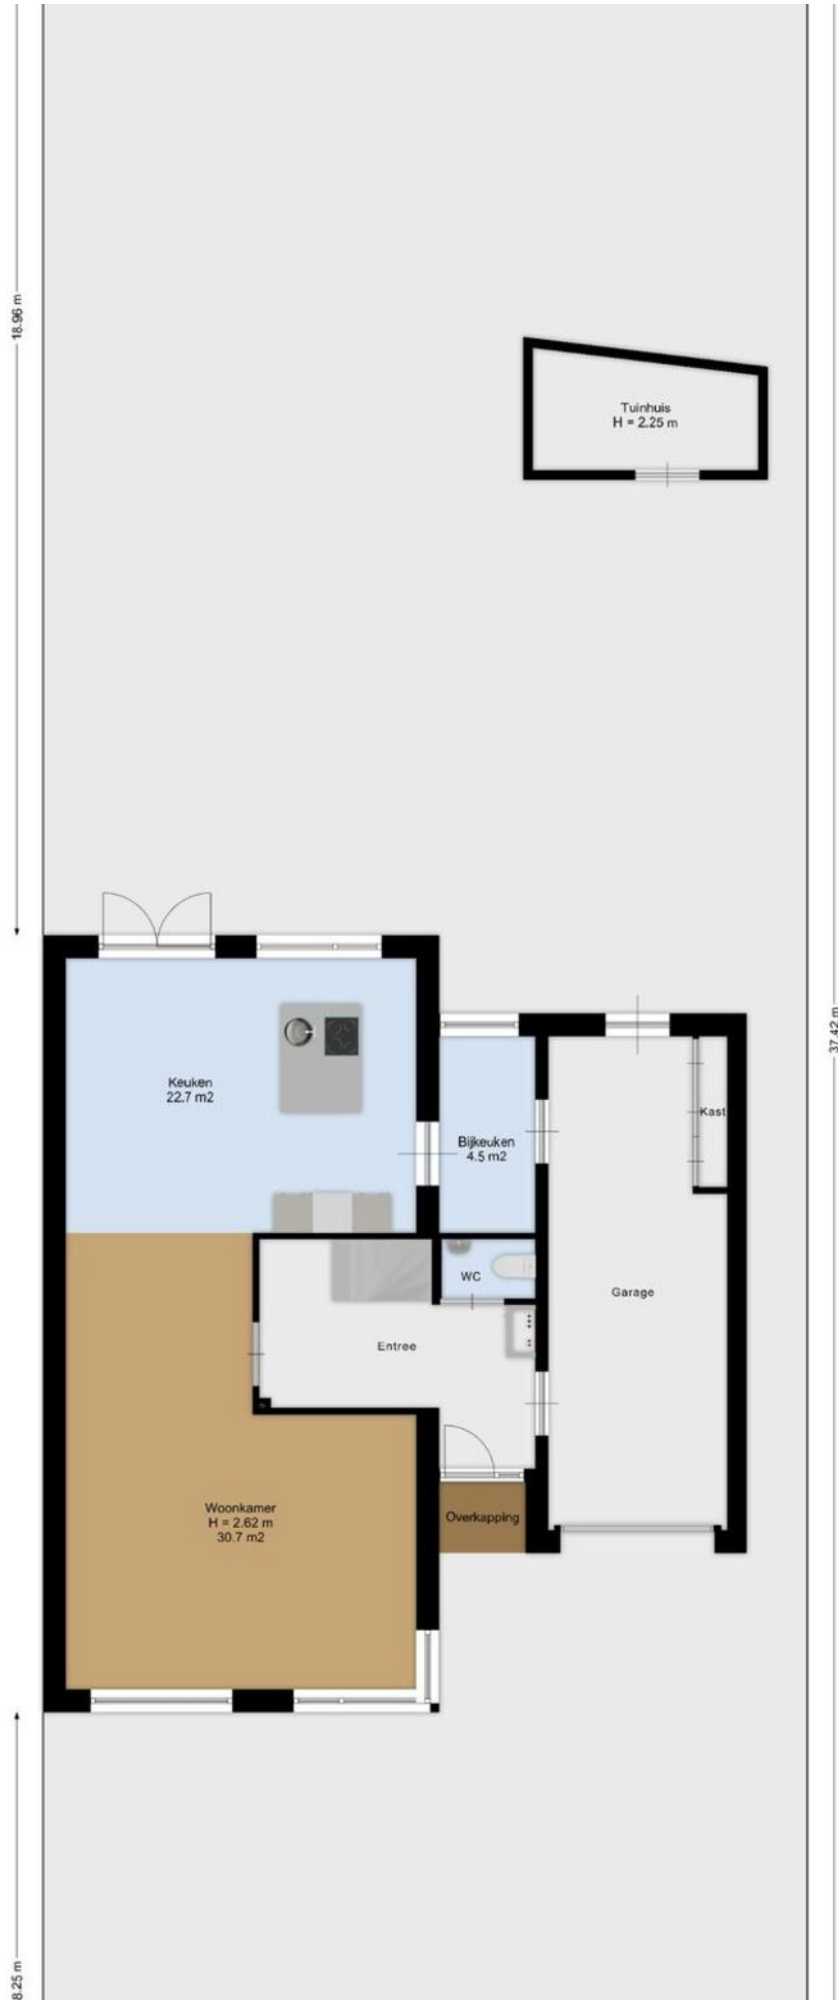 18.96 m
Tuinhuis
H = 2.25 m
37.42 m
Keuken
22.7 m2
Kast
Bijkeuken
4.5 m2
WC
Garage
Entree
Woonkamer
H = 2.62 m
30.7 m2
Overkapping
8.25 m